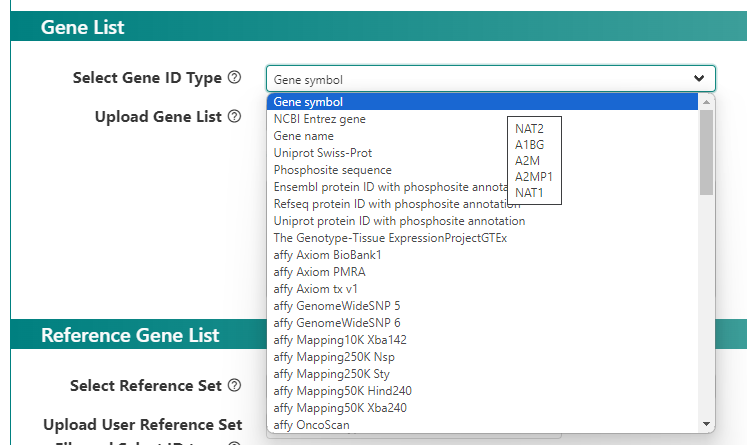 Gene List
Select Gene ID Type ?
Gene symbol
Upload Gene List ?
Gene symbol
NCBI Entrez gene
Gene name
Uniprot Swiss-Prot
Phosphosite sequence
Ensembl protein ID with phosphosite annota
Refseq protein ID with phosphosite annotation
Uniprot protein ID with phosphosite annotation
The Genotype-Tissue ExpressionProjectGTEx
affy Axiom BioBank1
affy Axiom PMRA
affy Axiom tx v1
affy GenomeWideSNP 5
affy GenomeWideSNP 6
affy Mapping10K Xba142
affy Mapping250K Nsp
affy Mapping250K Sty
affy Mapping50K Hind240
affy Mapping50K Xba240
affy OncoScan
NAT2
A1BG
A2M
A2MP1
NAT1
Reference Gene List
Select Reference Set ?
Upload User Reference Set